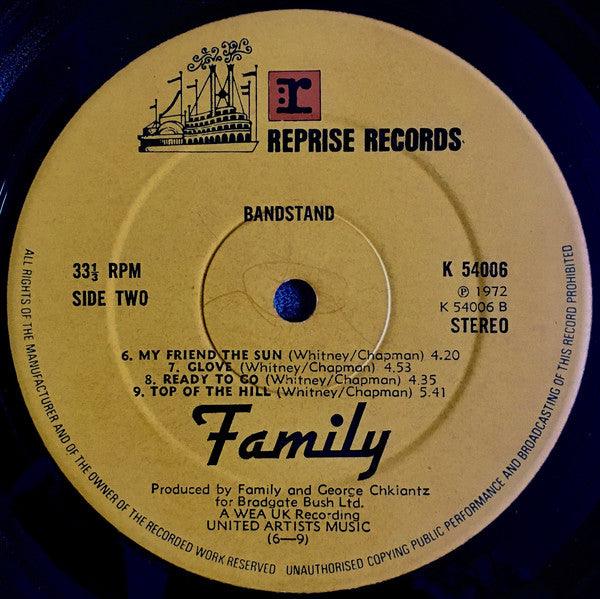 r
REPRISE RECORDS
BANDSTAND
33⅓ RPM
SIDE TWO
K 54006
℗ 1972
K 54006 B
STEREO
6. MY FRIEND THE SUN (Whitney/Chapman) 4.20
7. GLOVE (Whitney/Chapman) 4.53
8. READY TO GO (Whitney/Chapman) 4.35
9. TOP OF THE HILL (Whitney/Chapman) 5.41
Family
Produced by Family and George Chkiantz
for Bradgate Bush Ltd.
A WEA UK Recording
UNITED ARTISTS MUSIC
(6—9)
ALL RIGHTS OF THE MANUFACTURER AND OF THE OWNER OF THE RECORDED WORK RESERVED UNAUTHORISED COPYING PUBLIC PERFORMANCE AND BROADCASTING OF THIS RECORD PROHIBITED